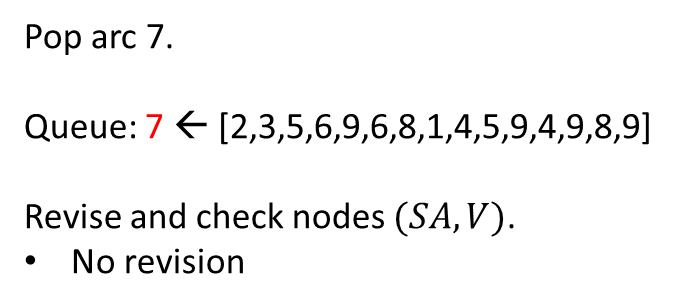 Pop arc 7.
Queue: 7 ← [2,3,5,6,9,6,8,1,4,5,9,4,9,8,9]
Revise and check nodes (SA, V).
• No revision